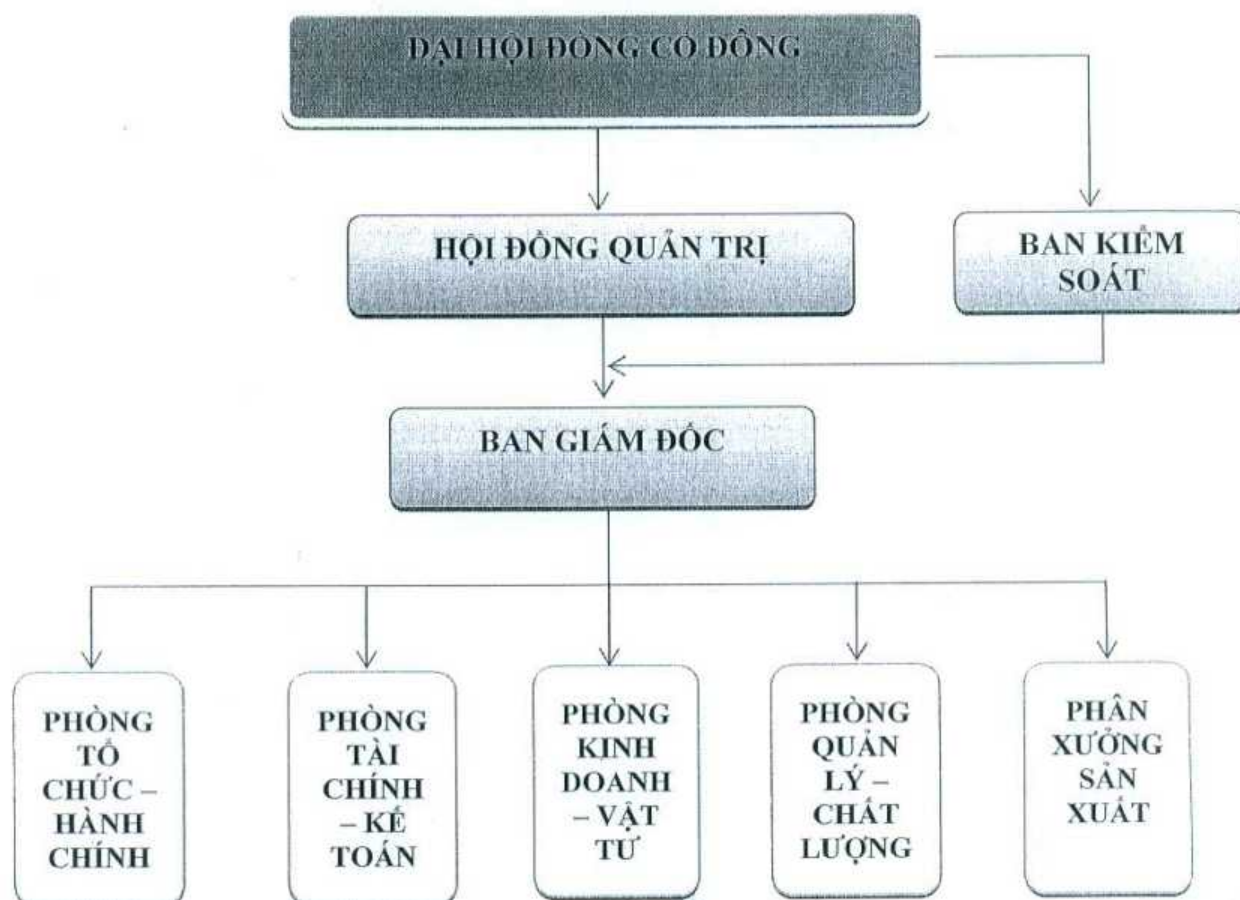 ĐẠI HỘI ĐỒNG CỔ ĐÔNG
HỘI ĐỒNG QUẢN TRỊ
BAN KIỂM
SOÁT
BAN GIÁM ĐỐC
PHÒNG
TỔ
CHỨC –
HÀNH
CHÍNH
PHÒNG
TÀI
CHÍNH
– KẾ
TOÁN
PHÒNG
KINH
DOANH
– VẬT
TƯ
PHÒNG
QUẢN
LÝ –
CHẤT
LƯỢNG
PHÂN
XƯỞNG
SẢN
XUẤT